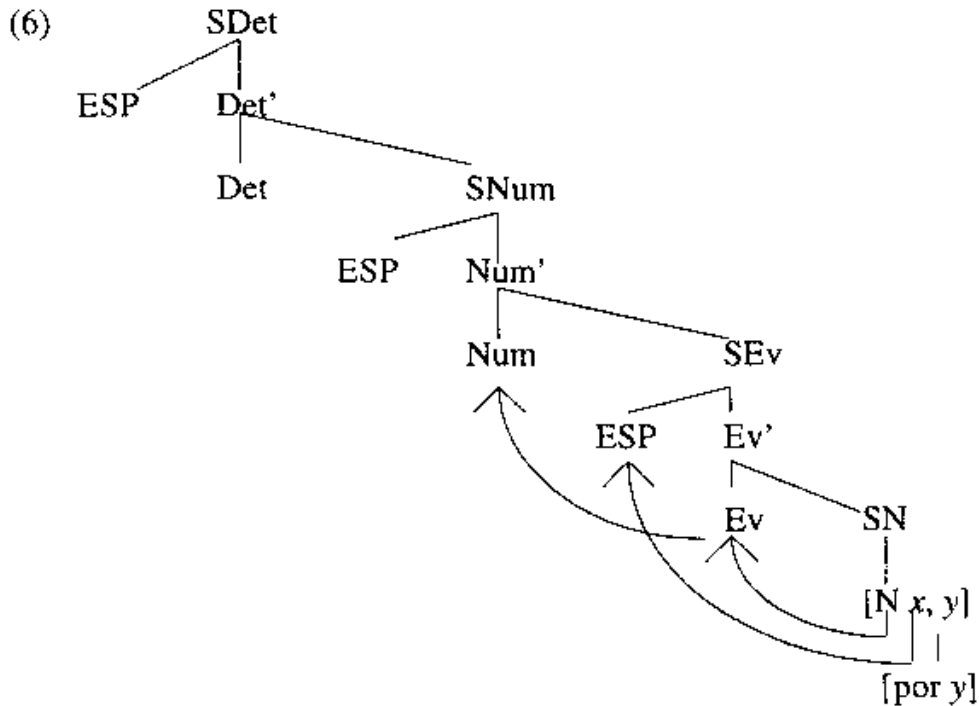 (6) SDet
ESP Det'
Det SNum
ESP Num'
Num SEv
ESP Ev'
Ev SN
[N x, y]
[por y]